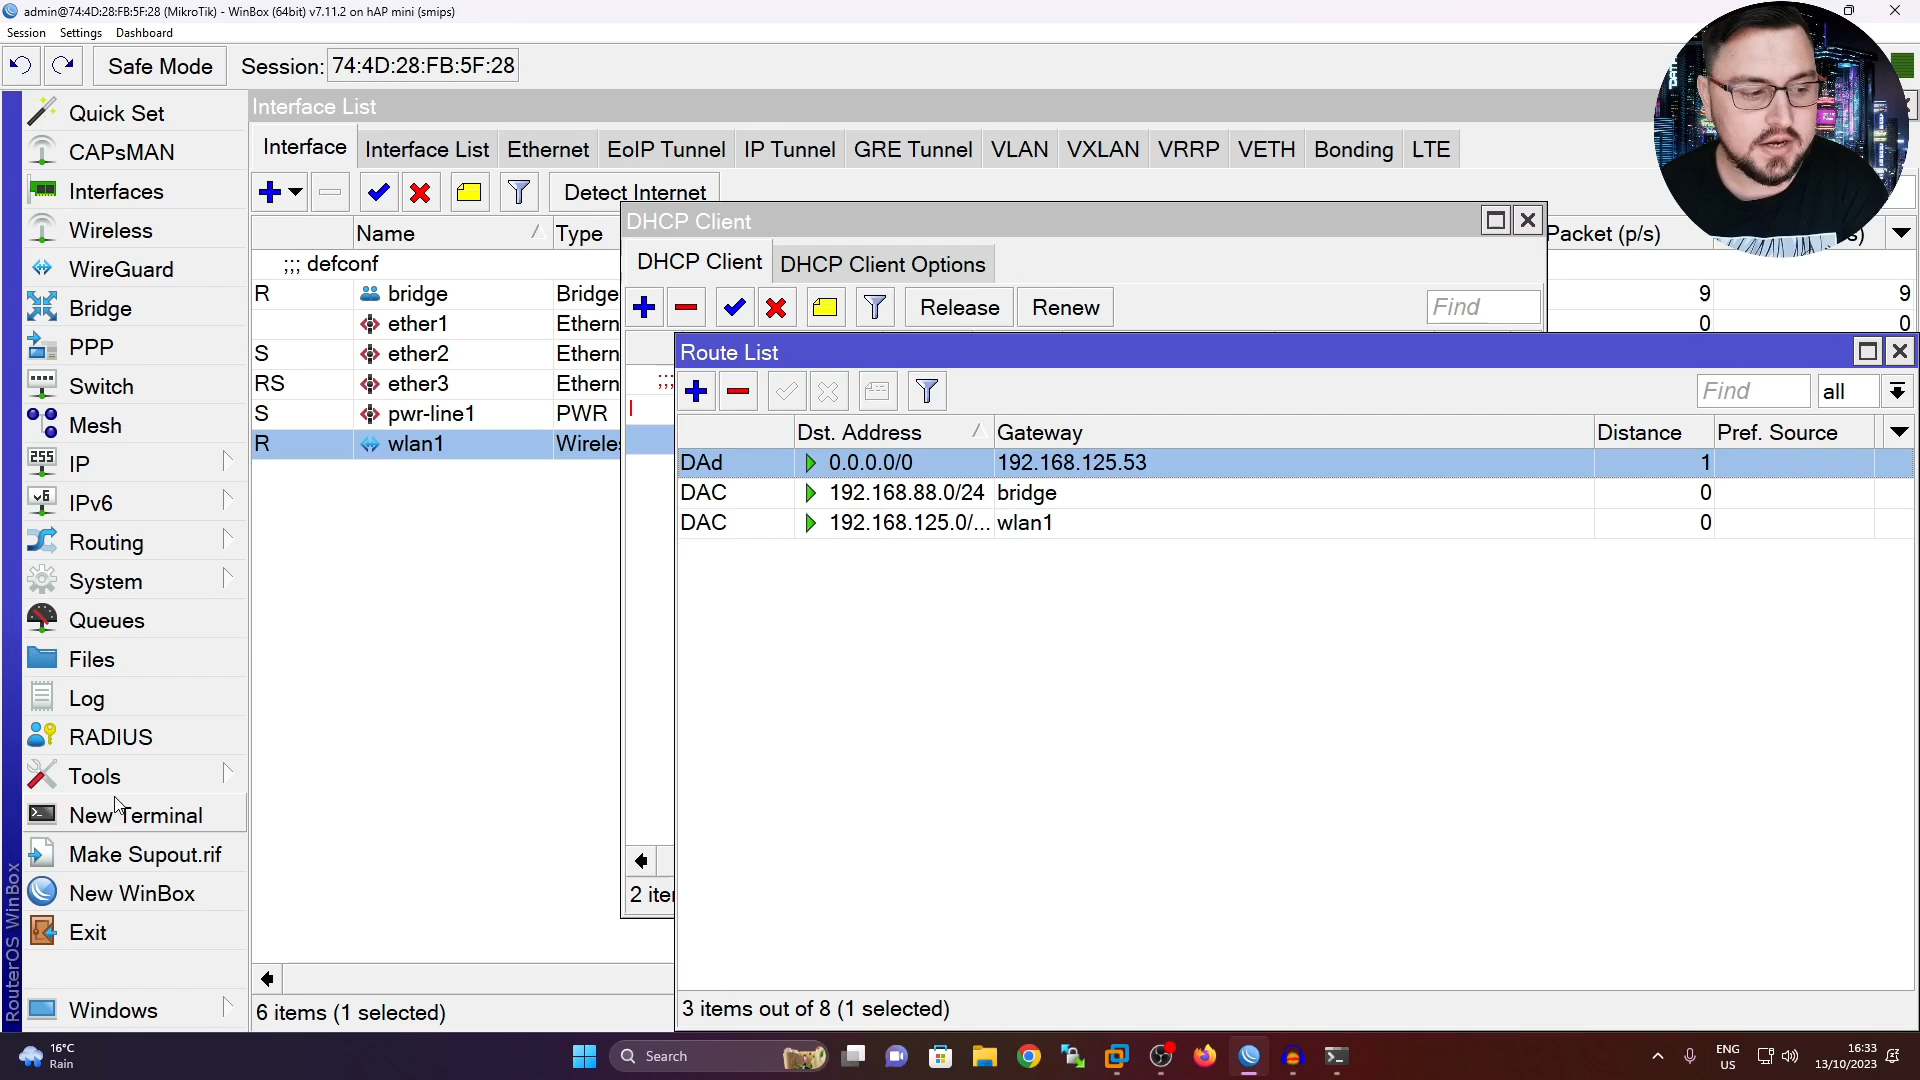 admin@74:4D:28:FB:5F:28 (MikroTik) - WinBox (64bit) v7.11.2 on hAP mini (smips)
Session Settings Dashboard
Safe Mode Session: 74:4D:28:FB:5F:28
Quick Set
CAPsMAN
Interfaces
Wireless
WireGuard
Bridge
PPP
Switch
Mesh
IP
IPv6
Routing
System
Queues
Files
Log
RADIUS
Tools
New Terminal
Make Supout.rif
New WinBox
Exit
Windows
RouterOS WinBox
Interface List
Interface Interface List Ethernet EoIP Tunnel IP Tunnel GRE Tunnel VLAN VXLAN VRRP VETH Bonding LTE
Detect Internet
Name Type Packet (p/s)
;;; defconf
R bridge Bridge 9 9
ether1 Ethern 0 0
S ether2 Ethern
RS ether3 Ethern
S pwr-line1 PWR
R wlan1 Wireles
6 items (1 selected)
DHCP Client
DHCP Client DHCP Client Options
Release Renew Find
;;;
I
2 iter
Route List
Find all
Dst. Address Gateway Distance Pref. Source
DAd 0.0.0.0/0 192.168.125.53 1
DAC 192.168.88.0/24 bridge 0
DAC 192.168.125.0/... wlan1 0
3 items out of 8 (1 selected)
16°C
Rain
Search
ENG
US
16:33
13/10/2023